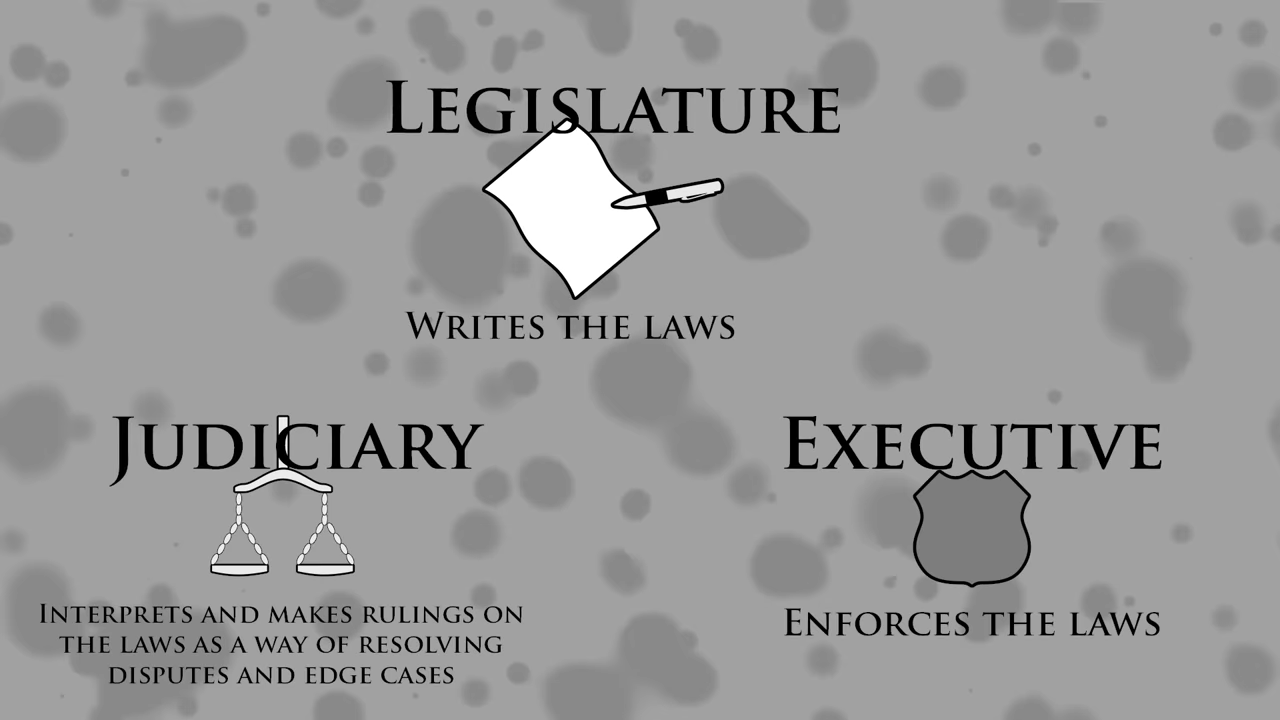 Legislature
Writes the laws
Judiciary
Executive
Interprets and makes rulings on
the laws as a way of resolving
disputes and edge cases
Enforces the laws